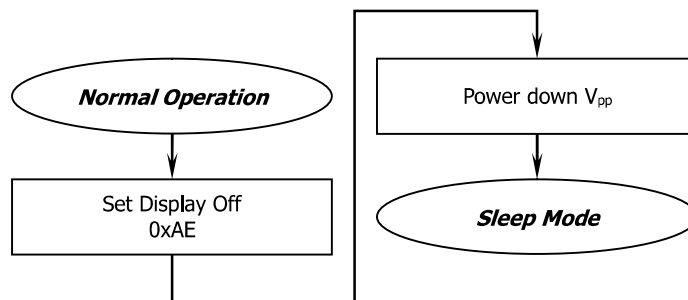 Normal Operation
Set Display Off
0xAE
Power down Vpp
Sleep Mode